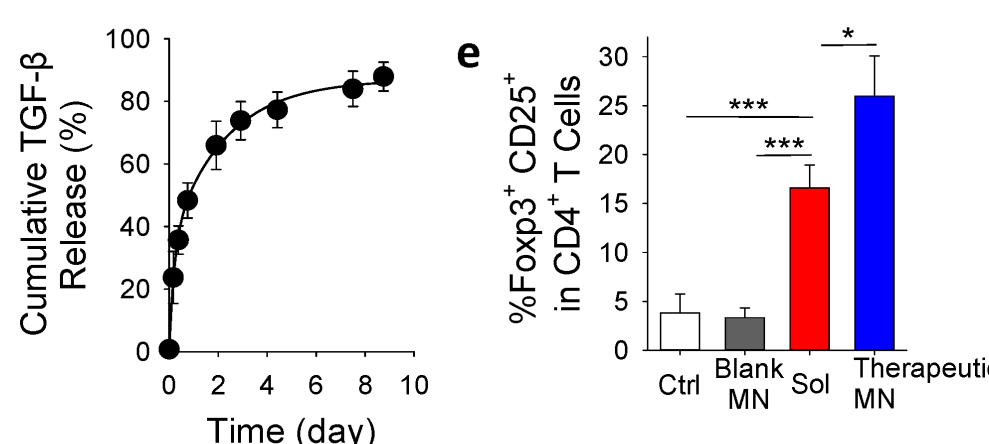 Cumulative TGF-β
Release (%)
100
80
60
40
20
0
0 2 4 6 8 10
Time (day)
e
%Foxp3+ CD25+
in CD4+ T Cells
30
25
20
15
10
5
0
***
***
*
Ctrl
Blank
MN
Sol
Therapeuti
MN